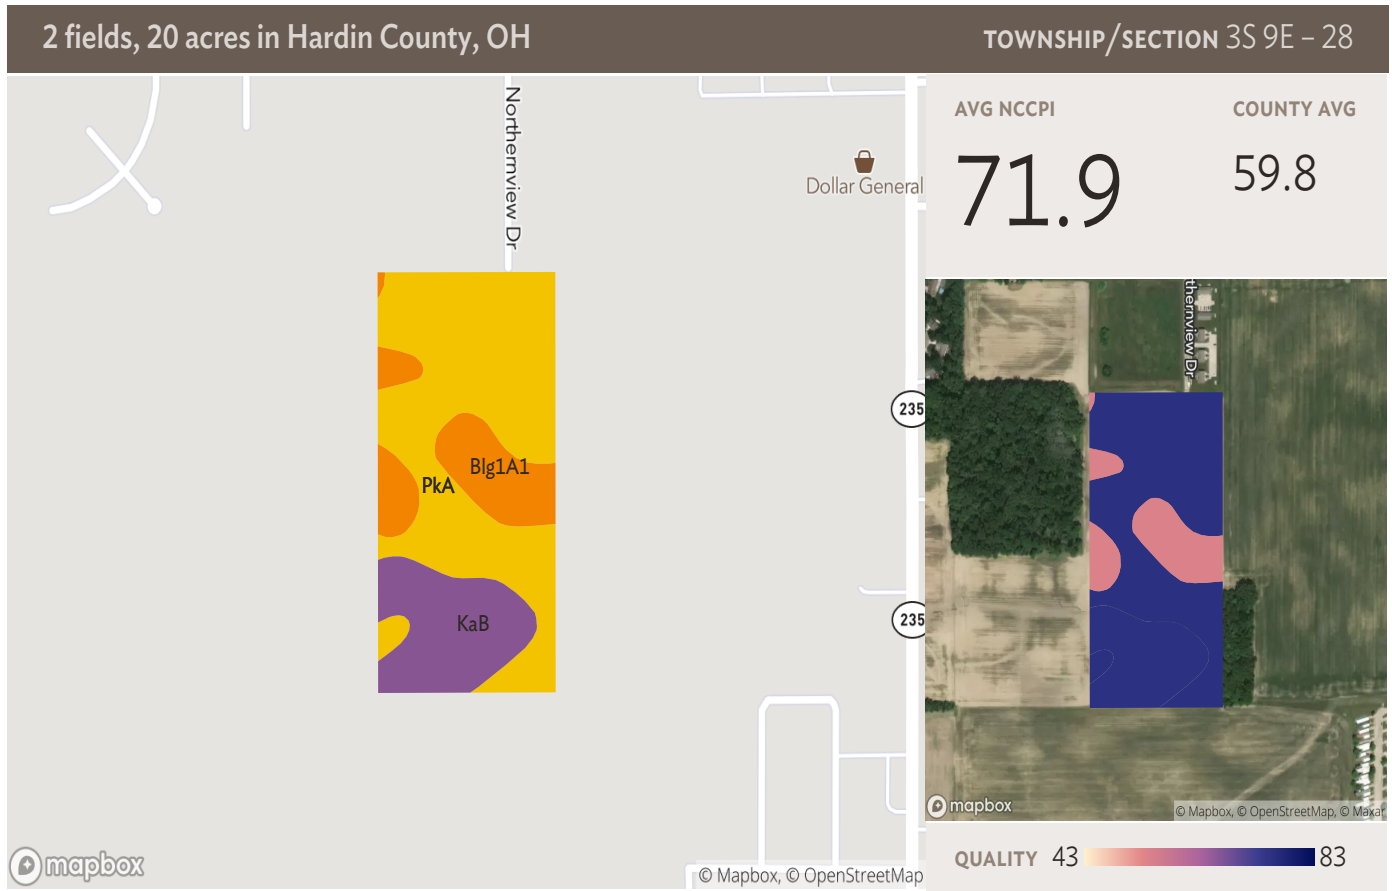 2 fields, 20 acres in Hardin County, OH
TOWNSHIP/SECTION 3S 9E – 28
Northernview Dr
Dollar General
235
Blg1A1
PkA
KaB
235
mapbox
© Mapbox, © OpenStreetMap
AVG NCCPI
COUNTY AVG
71.9
59.8
thernview Dr
mapbox
© Mapbox, © OpenStreetMap, © Maxar
QUALITY 43 83